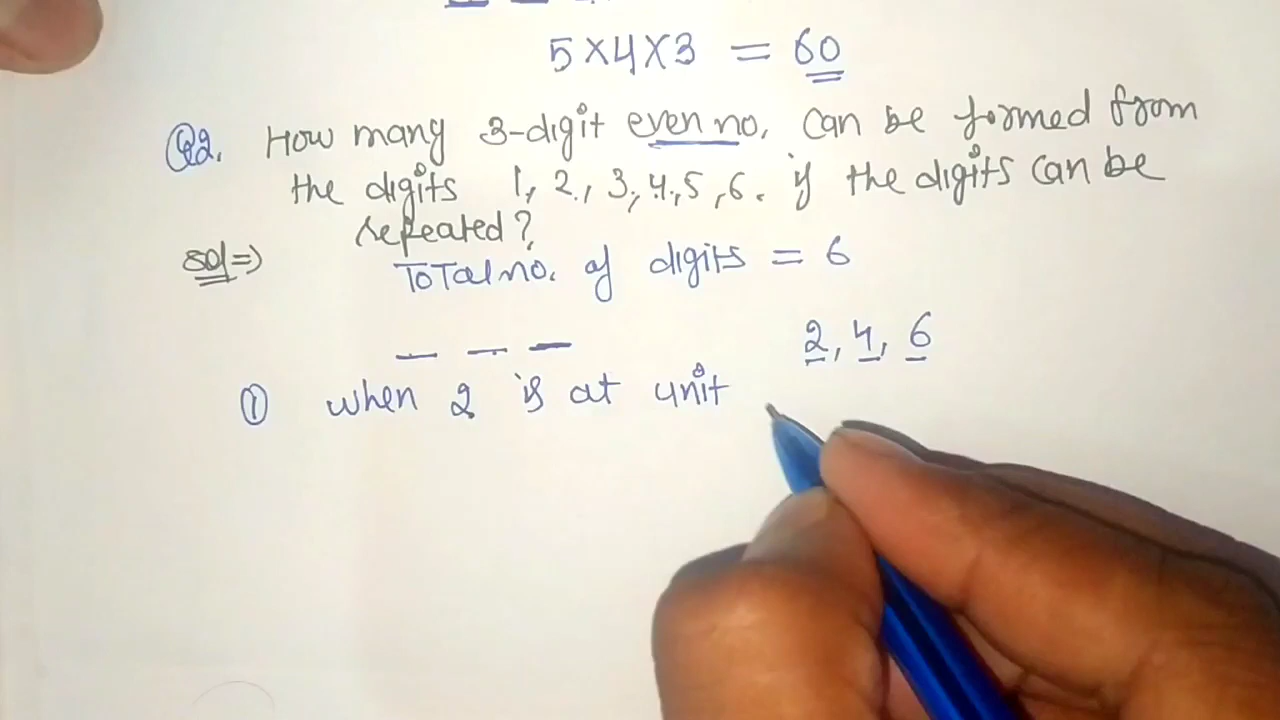 5×4×3 = 60
Q2. How many 3-digit even no. can be formed from
the digits 1, 2, 3, 4, 5, 6. if the digits can be
repeated?
Sol⇒ Total no. of digits = 6
2, 4, 6
① when 2 is at unit